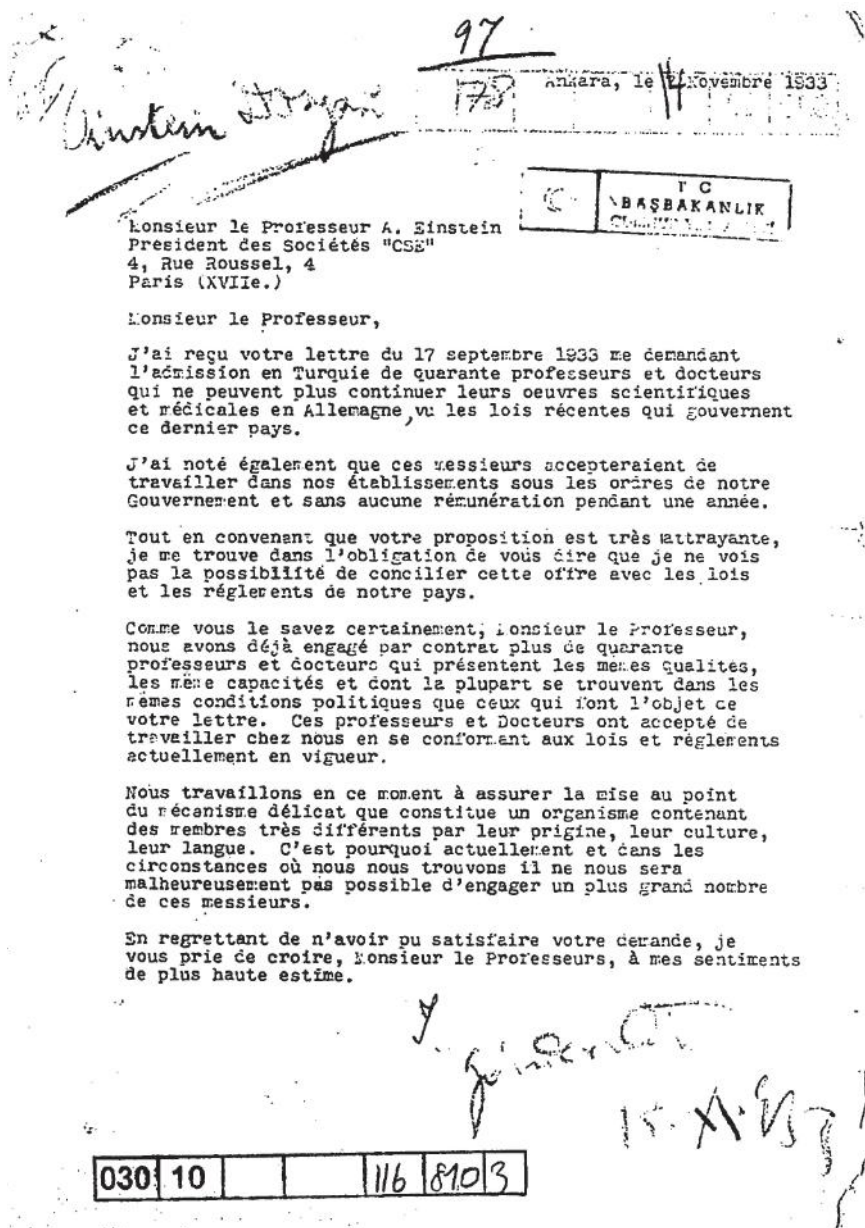 97
Einstein Dosyası
178
Ankara, le 14 Novembre 1933
T C
BAŞBAKANLIK
Monsieur le Professeur A. Einstein
President des Sociétés "CSE"
4, Rue Roussel, 4
Paris (XVIIe.)
Monsieur le Professeur,
J'ai reçu votre lettre du 17 septembre 1933 me demandant
l'admission en Turquie de quarante professeurs et docteurs
qui ne peuvent plus continuer leurs oeuvres scientifiques
et médicales en Allemagne, vu les lois récentes qui gouvernent
ce dernier pays.
J'ai noté également que ces messieurs accepteraient de
travailler dans nos établissements sous les ordres de notre
Gouvernement et sans aucune rémunération pendant une année.
Tout en convenant que votre proposition est très attrayante,
je me trouve dans l'obligation de vous dire que je ne vois
pas la possibilité de concilier cette offre avec les lois
et les réglements de notre pays.
Comme vous le savez certainement, Monsieur le Professeur,
nous avons déjà engagé par contrat plus de quarante
professeurs et docteurs qui présentent les memes qualités,
les même capacités et dont la plupart se trouvent dans les
mêmes conditions politiques que ceux qui font l'objet de
votre lettre. Ces professeurs et Docteurs ont accepté de
travailler chez nous en se conformant aux lois et réglements
actuellement en vigueur.
Nous travaillons en ce moment à assurer la mise au point
du mécanisme délicat que constitue un organisme contenant
des membres très différents par leur prigine, leur culture,
leur langue. C'est pourquoi actuellement et dans les
circonstances où nous nous trouvons il ne nous sera
malheureusement pas possible d'engager un plus grand nombre
de ces messieurs.
En regrettant de n'avoir pu satisfaire votre demande, je
vous prie de croire, Monsieur le Professeurs, à mes sentiments
de plus haute estime.
15.XI.33
030 10 116 810 3